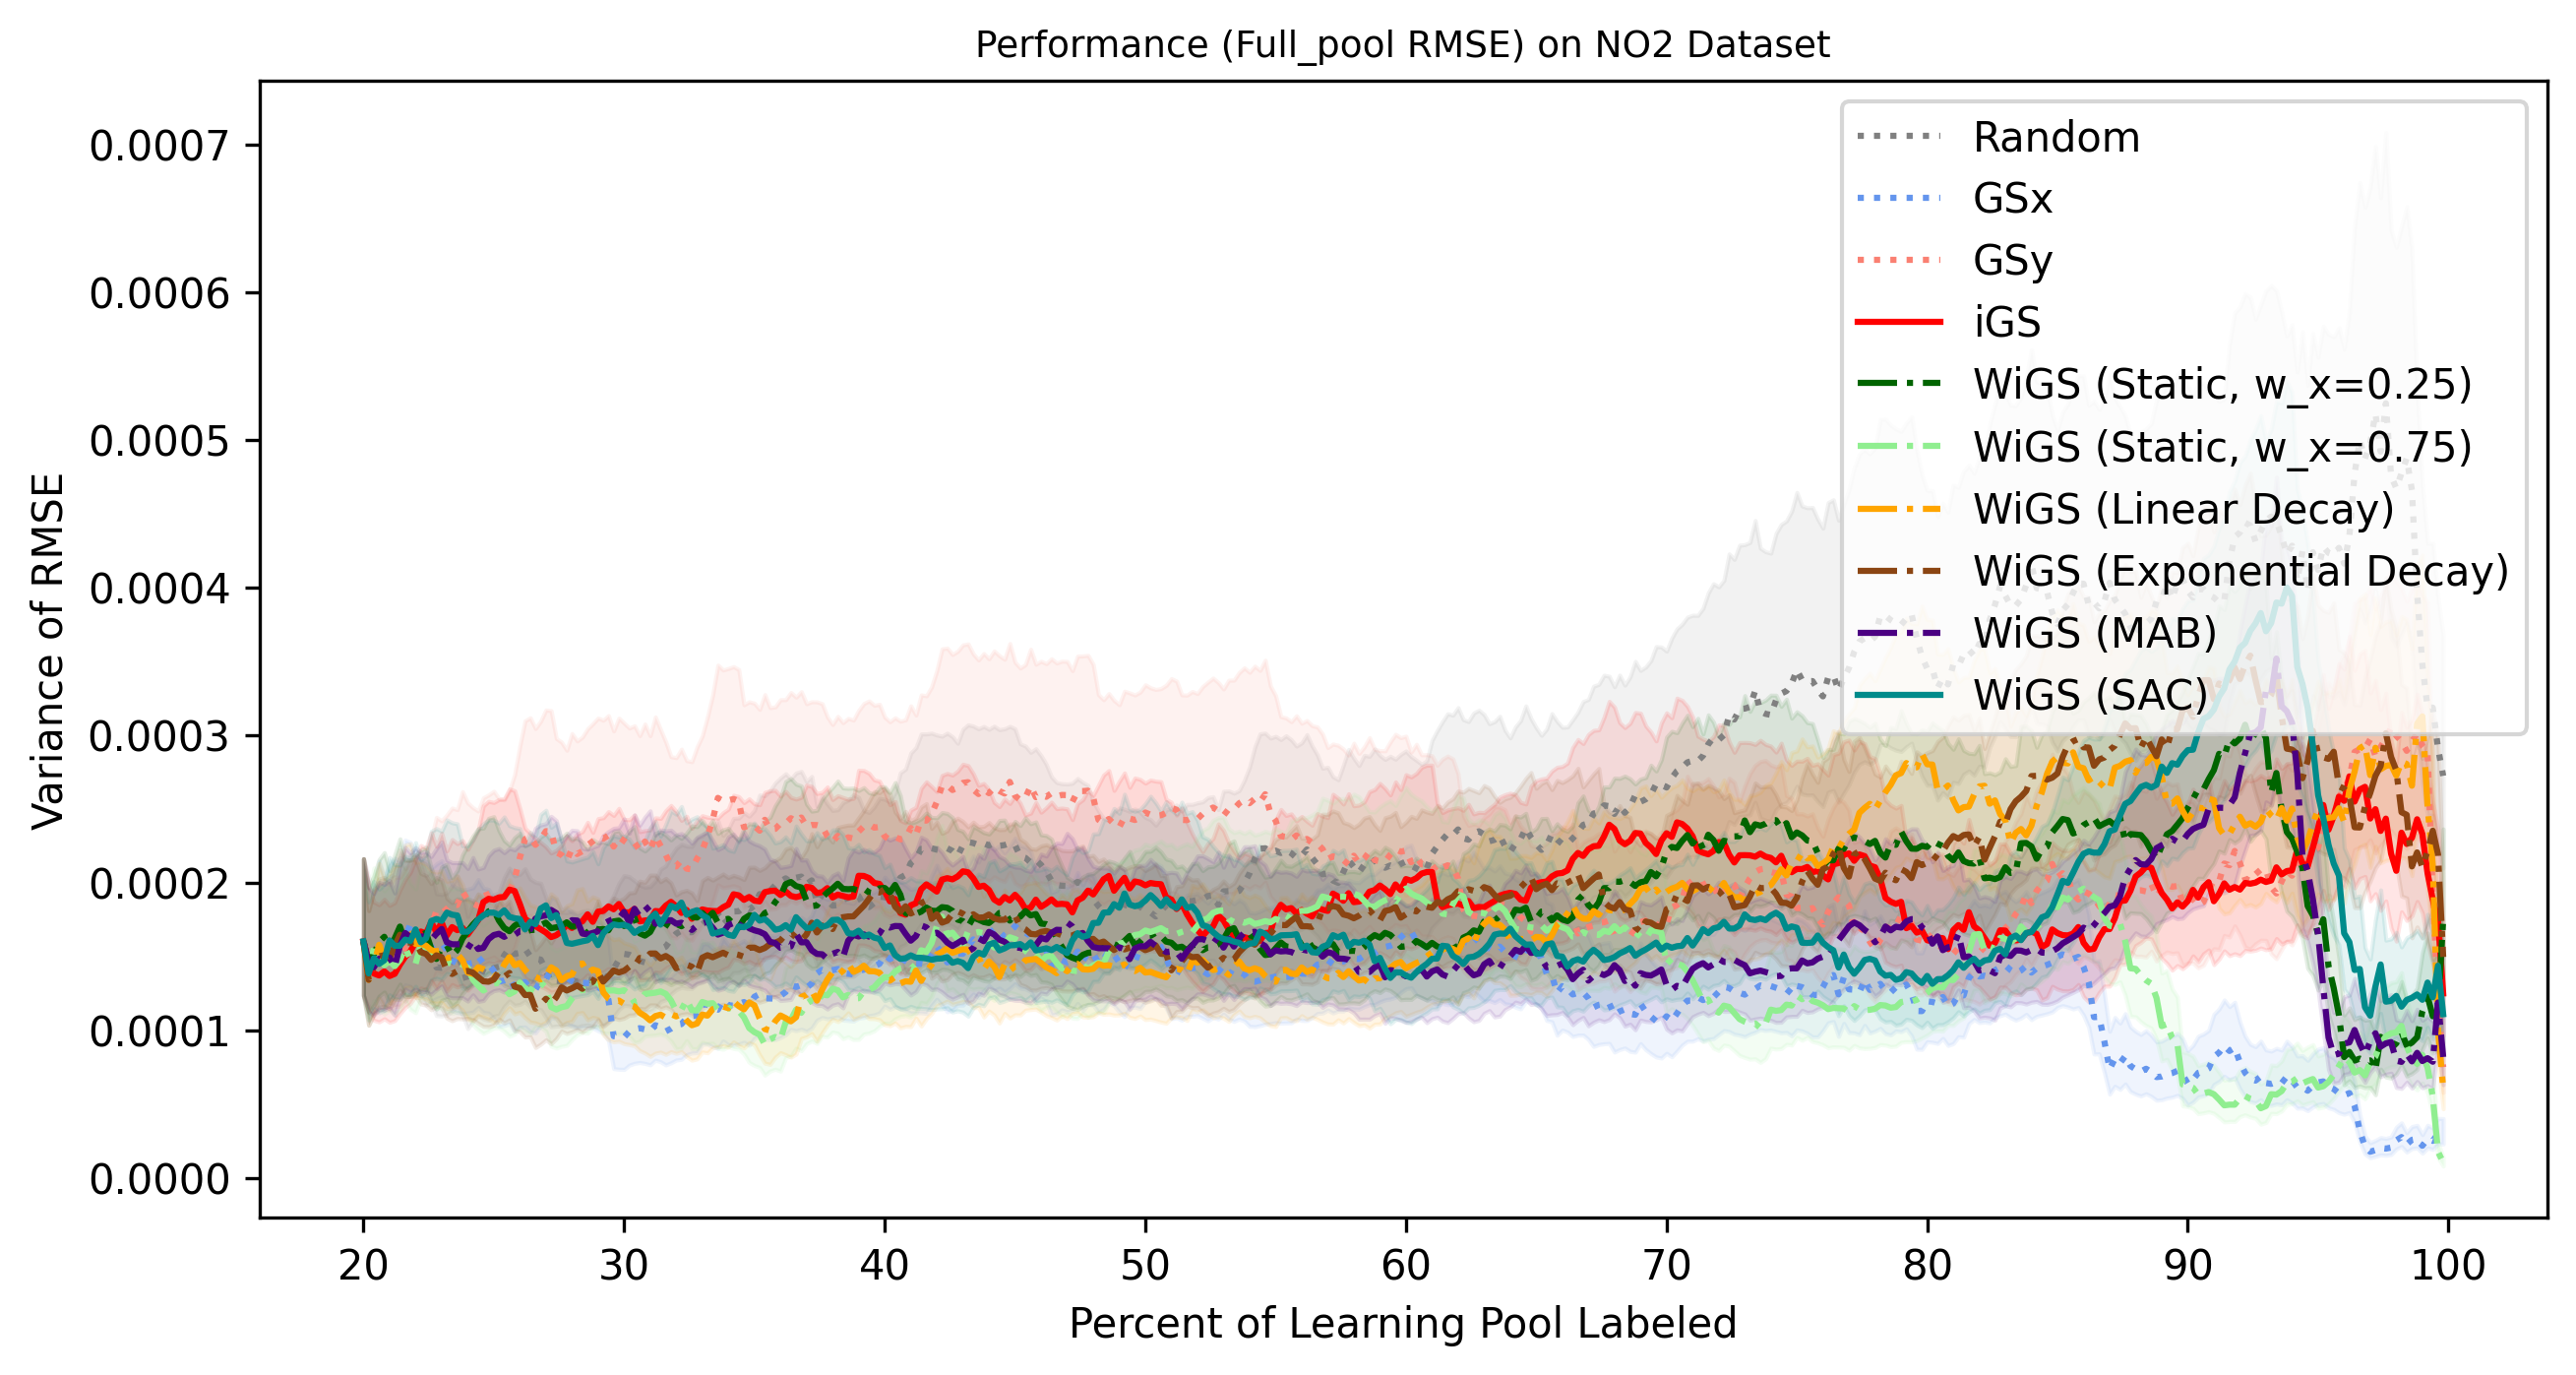 Performance (Full_pool RMSE) on NO2 Dataset
Variance of RMSE
0.0007
0.0006
0.0005
0.0004
0.0003
0.0002
0.0001
0.0000
Random
GSx
GSy
iGS
WiGS (Static, w_x=0.25)
WiGS (Static, w_x=0.75)
WiGS (Linear Decay)
WiGS (Exponential Decay)
WiGS (MAB)
WiGS (SAC)
20 30 40 50 60 70 80 90 100
Percent of Learning Pool Labeled